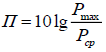 П = 10 lg P_max / P_ср